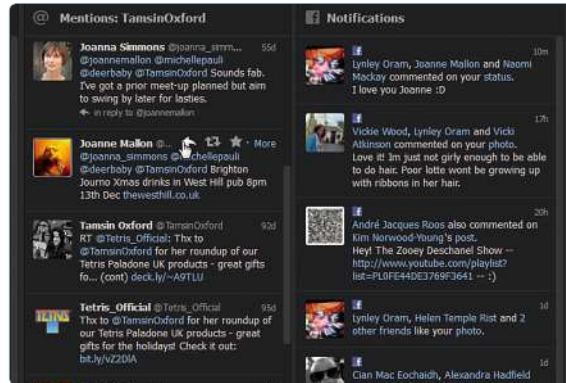 @ Mentions: TamsinOxford
Joanna Simmons @joanna_simm... 55d
@joannemallon @michellepauli
@deerbaby @TamsinOxford Sounds fab.
I've got a prior meet-up planned but aim
to swing by later for lasties.
in reply to @joannemallon
Joanne Mallon @... More
@joanna_simmons @michellepauli
@deerbaby @TamsinOxford Brighton
Journo Xmas drinks in West Hill pub 8pm
13th Dec thewesthill.co.uk
Tamsin Oxford @TamsinOxford 92d
RT @Tetris_Official: Thx to
@TamsinOxford for her roundup of our
Tetris Paladone UK products - great gifts
fo... (cont) deck.ly/~A9TLU
TETRIS
Tetris_Official @Tetris_Official 95d
Thx to @TamsinOxford for her roundup of
our Tetris Paladone UK products - great
gifts for the holidays! Check it out:
bit.ly/vZ20lA
f Notifications
f 10m
Lynley Oram, Joanne Mallon and Naomi
Mackay commented on your status.
I love you Joanne :D
f 17h
Vickie Wood, Lynley Oram and Vicki
Atkinson commented on your photo.
Love it! Im just not girly enough to be able
to do hair. Poor lotte wont be growing up
with ribbons in her hair.
f 20h
André Jacques Roos also commented on
Kim Norwood-Young's post.
Hey! The Zooey Deschanel Show --
http://www.youtube.com/playlist?
list=PL0FE44DE3769F3641 -- :)
f 1d
Lynley Oram, Helen Temple Rist and 2
other friends like your photo.
f 1d
Cian Mac Eochaidh, Alexandra Hadfield